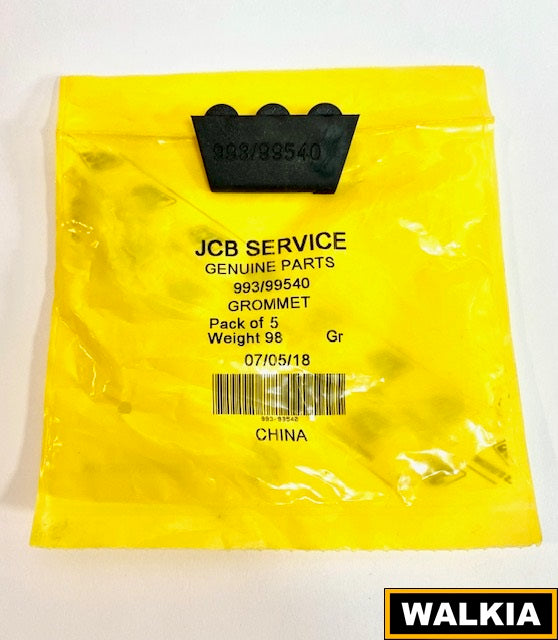 993/99540
JCB SERVICE
GENUINE PARTS
993/99540
GROMMET
Pack of 5
Weight 98 Gr
07/05/18
993-99540
CHINA
WALKIA